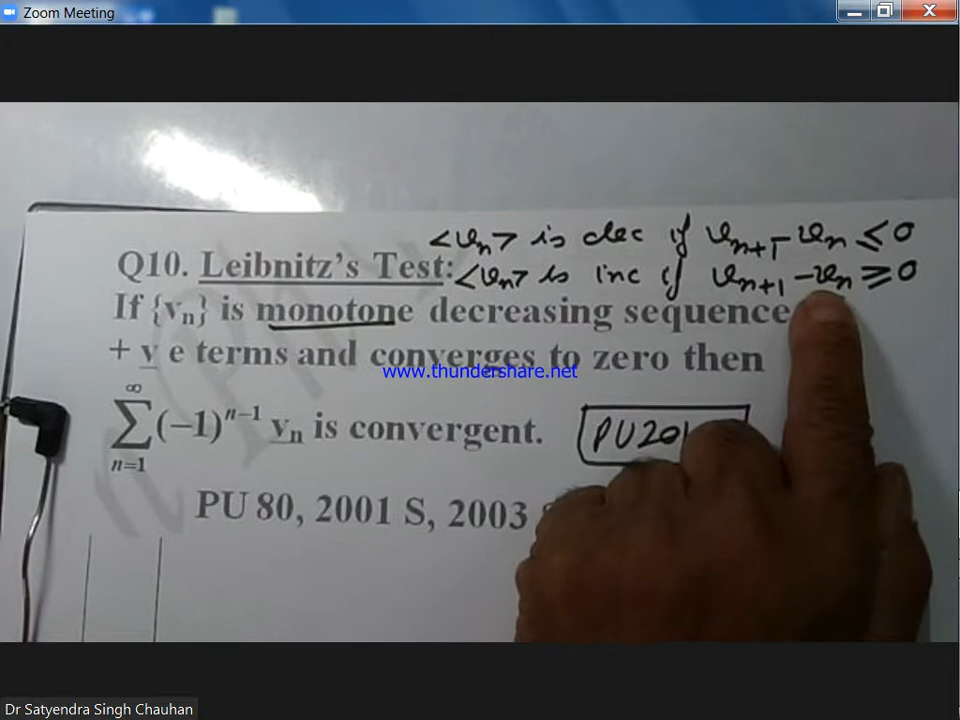 Zoom Meeting
<vn> is dec if vn+1 - vn ≤ 0
Q10. Leibnitz's Test: <vn> is inc if vn+1 - vn ≥ 0
If {vn} is monotone decreasing sequence
+ v e terms and converges to zero then
www.thundershare.net
∞
∑(–1)ⁿ⁻¹ vn is convergent. PU20
n=1
PU 80, 2001 S, 2003
Dr Satyendra Singh Chauhan